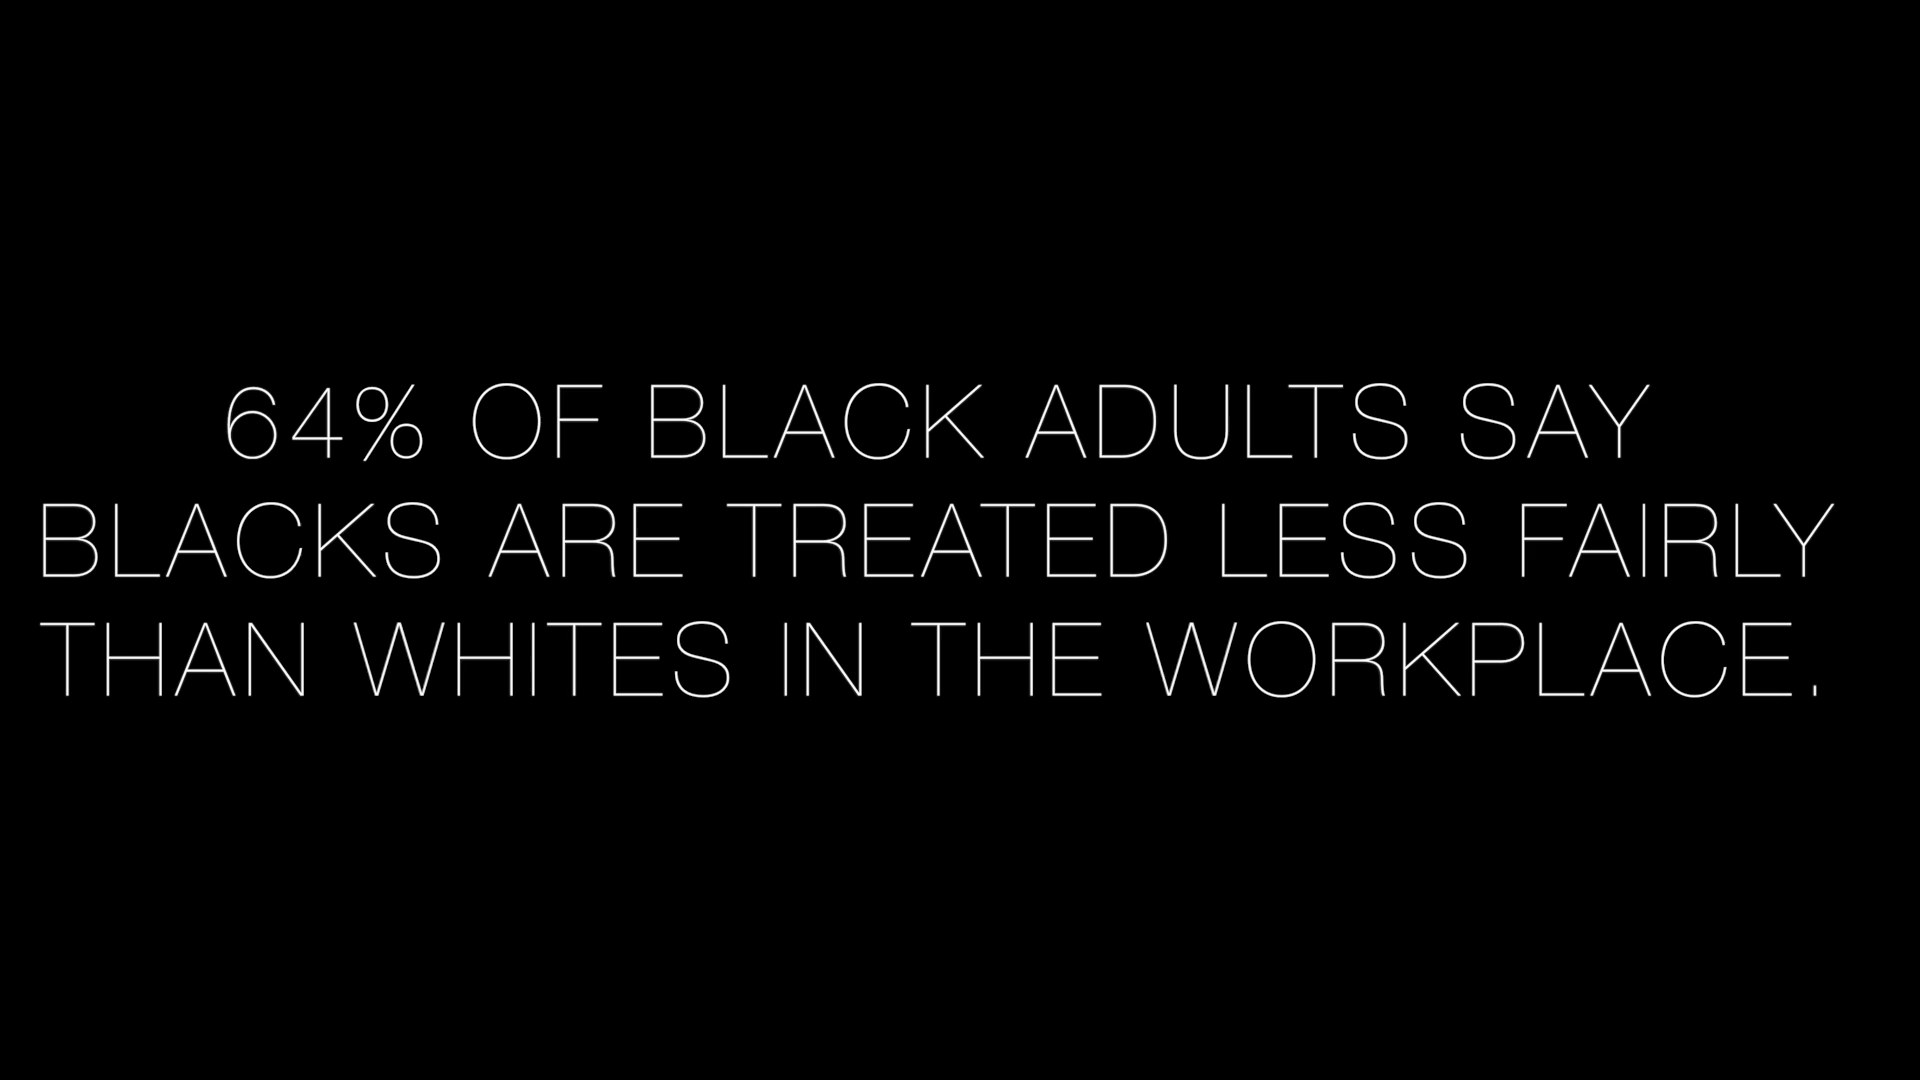 64% OF BLACK ADULTS SAY
BLACKS ARE TREATED LESS FAIRLY
THAN WHITES IN THE WORKPLACE.